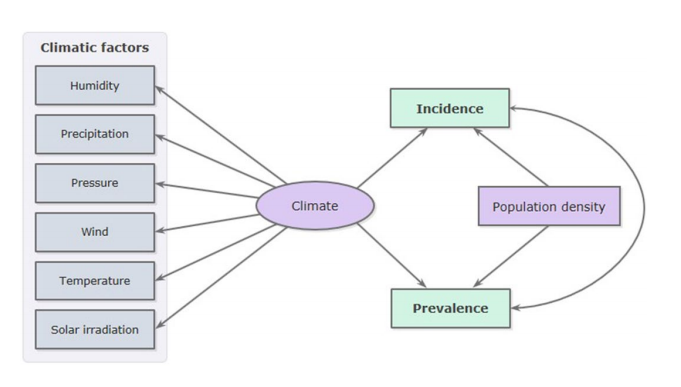 Climatic factors
Humidity
Precipitation
Pressure
Wind
Temperature
Solar irradiation
Climate
Incidence
Population density
Prevalence